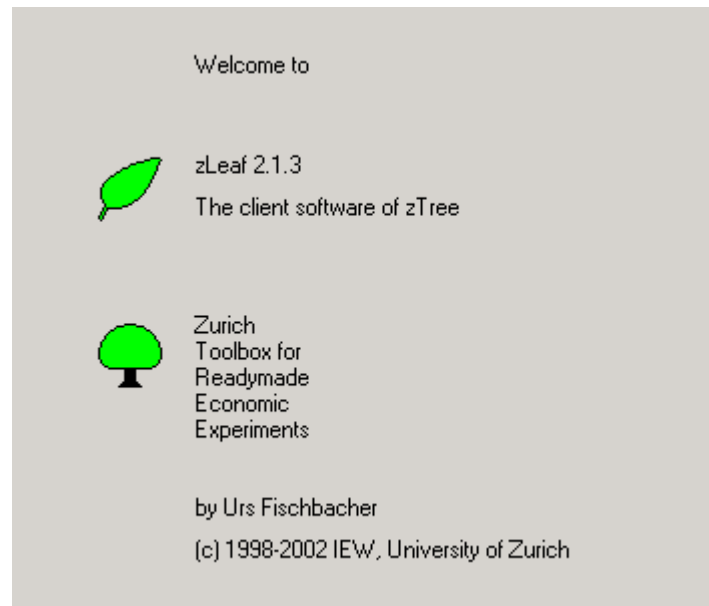 Welcome to
zLeaf 2.1.3
The client software of zTree
Zurich
Toolbox for
Readymade
Economic
Experiments
by Urs Fischbacher
(c) 1998-2002 IEW, University of Zurich